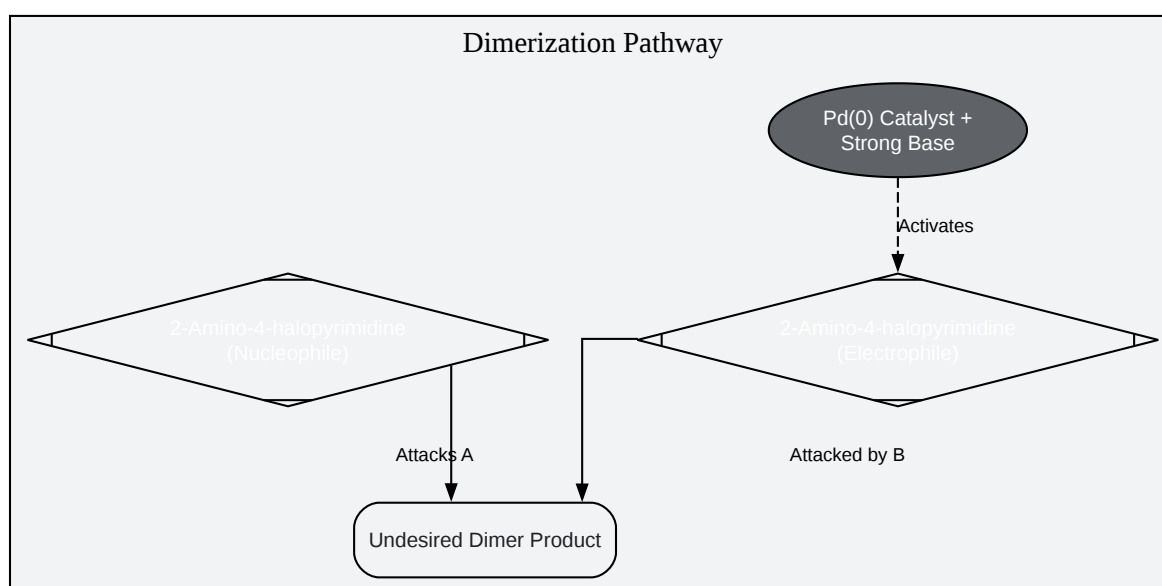 Dimerization Pathway
Pd(0) Catalyst +
Strong Base
Activates
2-Amino-4-halopyrimidine
(Nucleophile)
2-Amino-4-halopyrimidine
(Electrophile)
Attacks A
Attacked by B
Undesired Dimer Product